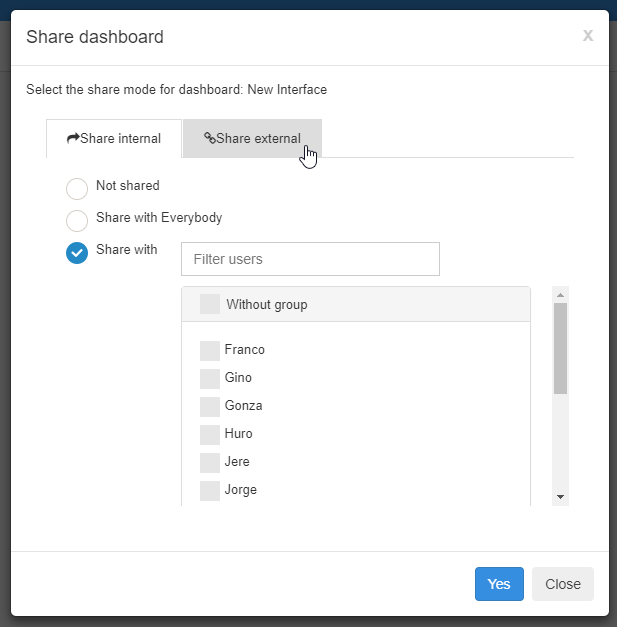 Share dashboard
X
Select the share mode for dashboard: New Interface
Share internal
Share external
Not shared
Share with Everybody
Share with
Filter users
Without group
Franco
Gino
Gonza
Huro
Jere
Jorge
Yes
Close